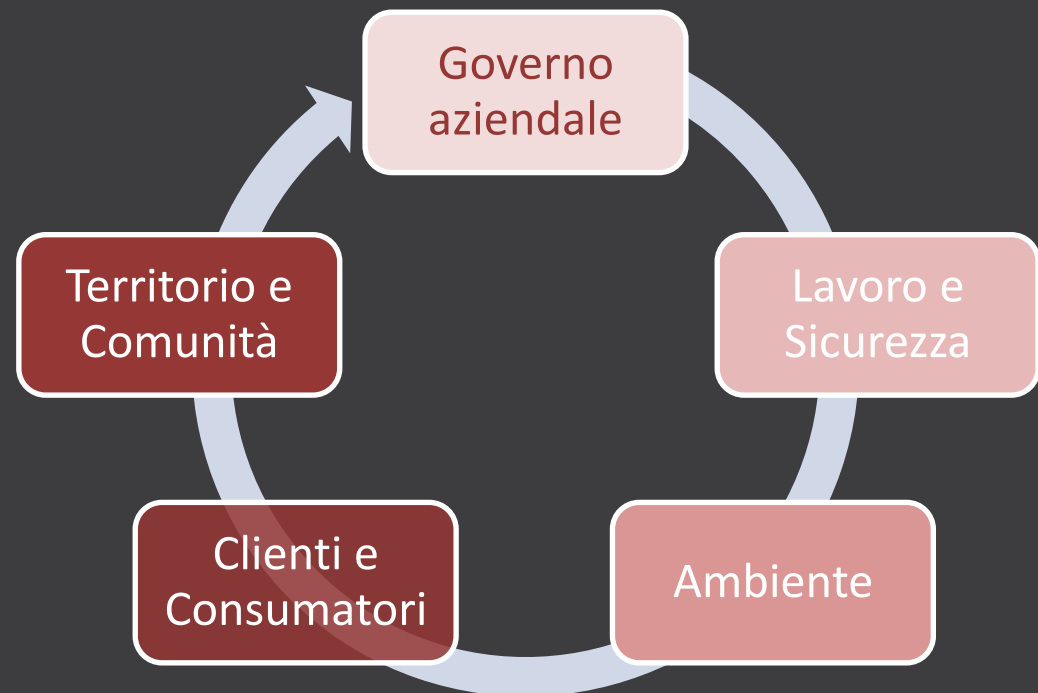 Governo
aziendale
Lavoro e
Sicurezza
Ambiente
Clienti e
Consumatori
Territorio e
Comunità